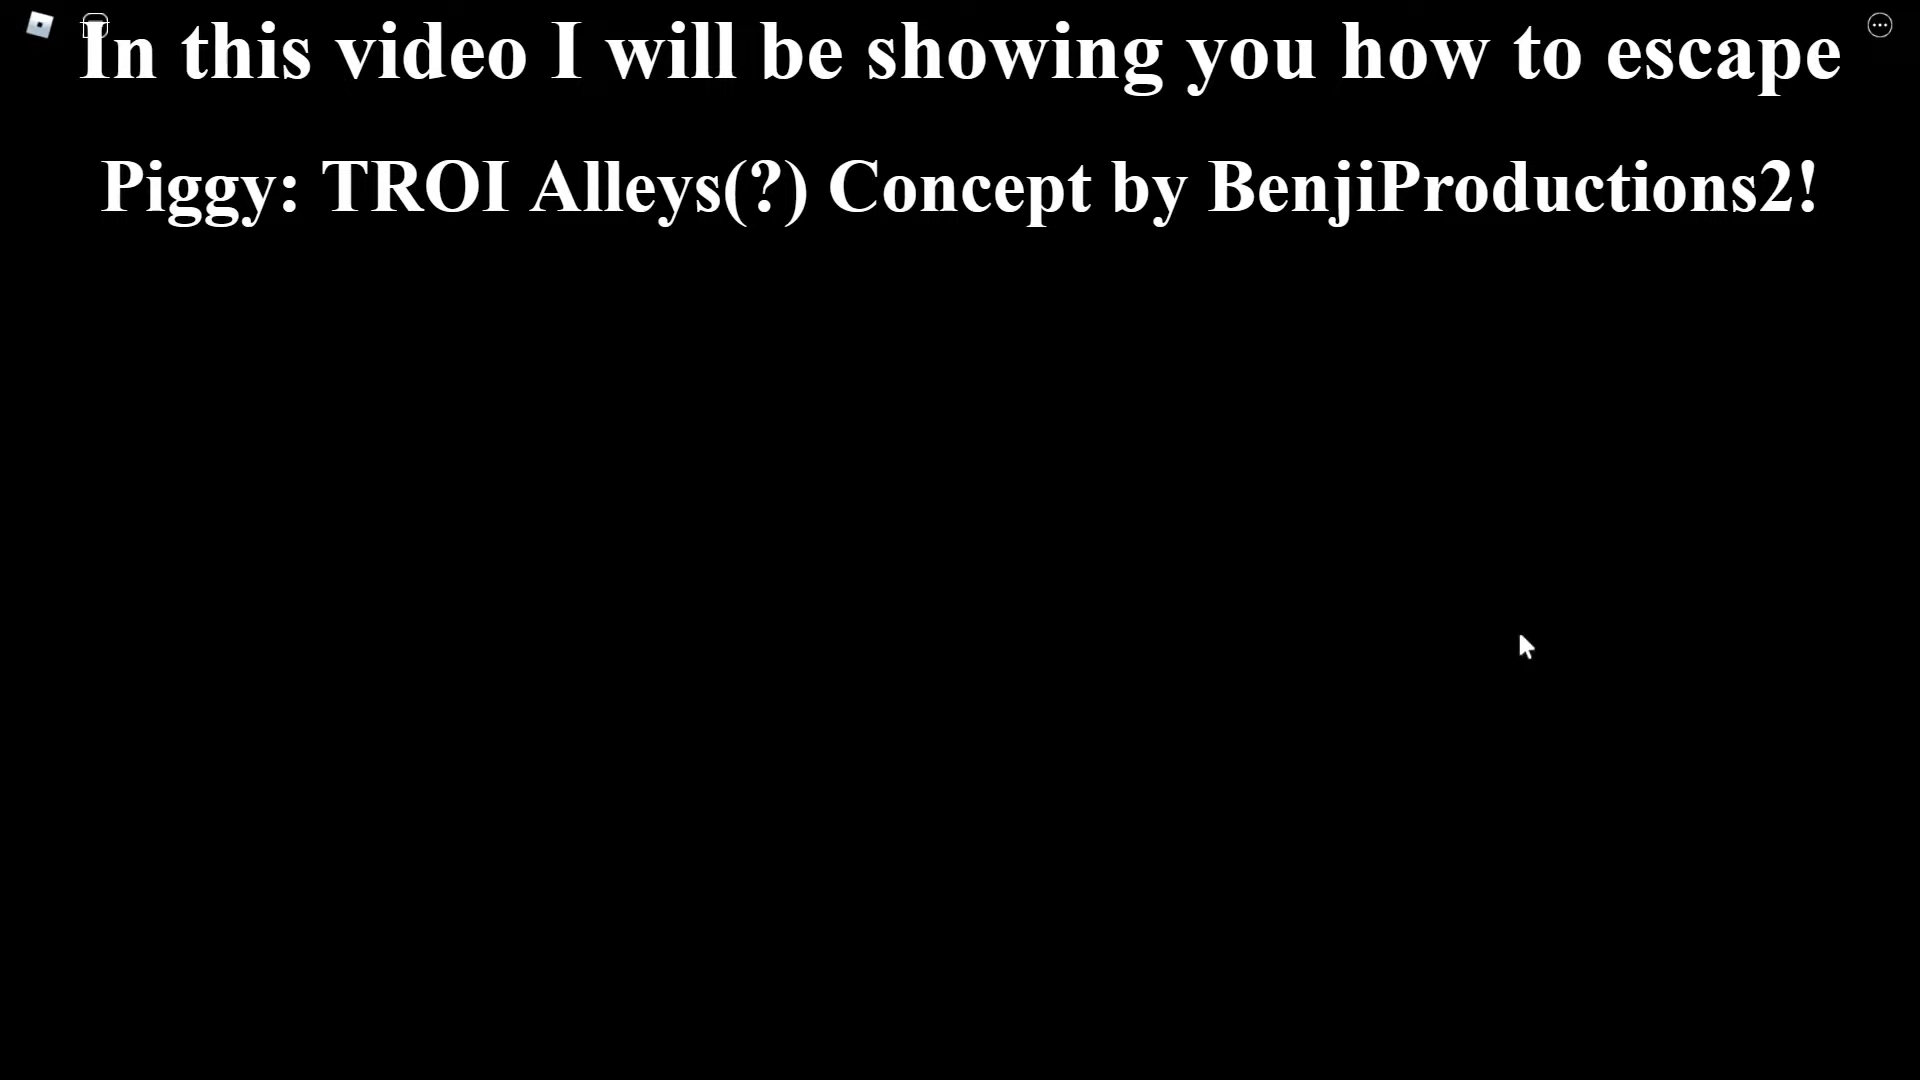 In this video I will be showing you how to escape
Piggy: TROI Alleys(?) Concept by BenjiProductions2!